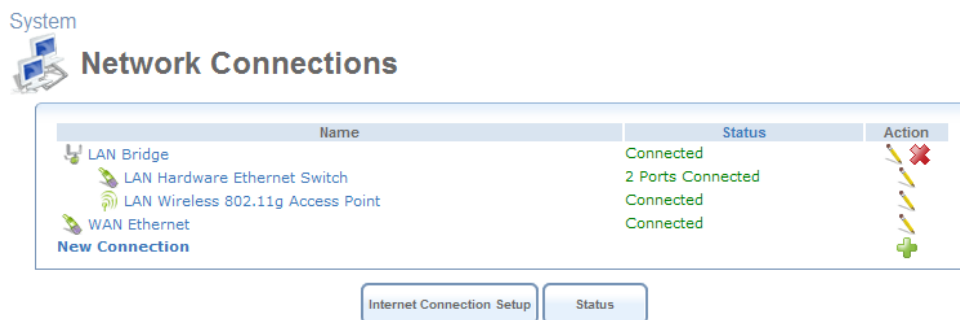 System
Network Connections
Name Status Action
LAN Bridge Connected
LAN Hardware Ethernet Switch 2 Ports Connected
LAN Wireless 802.11g Access Point Connected
WAN Ethernet Connected
New Connection
Internet Connection Setup Status